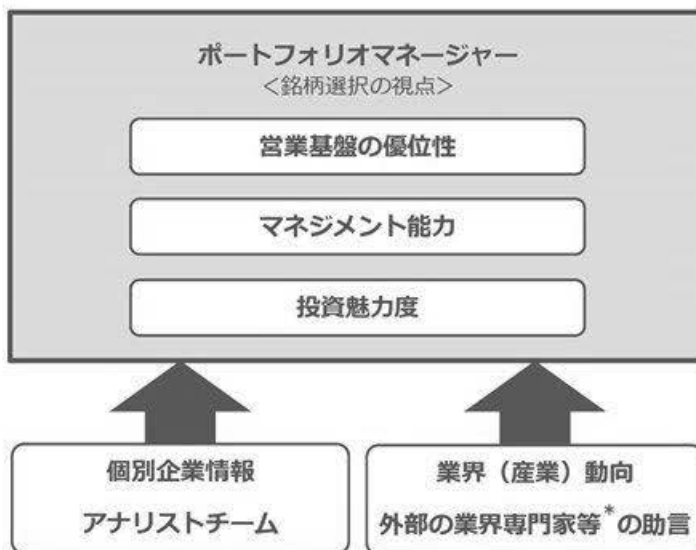 ポートフォリオマネージャー
＜銘柄選択の視点＞
営業基盤の優位性
マネジメント能力
投資魅力度
個別企業情報
アナリストチーム
業界（産業）動向
外部の業界専門家等*の助言